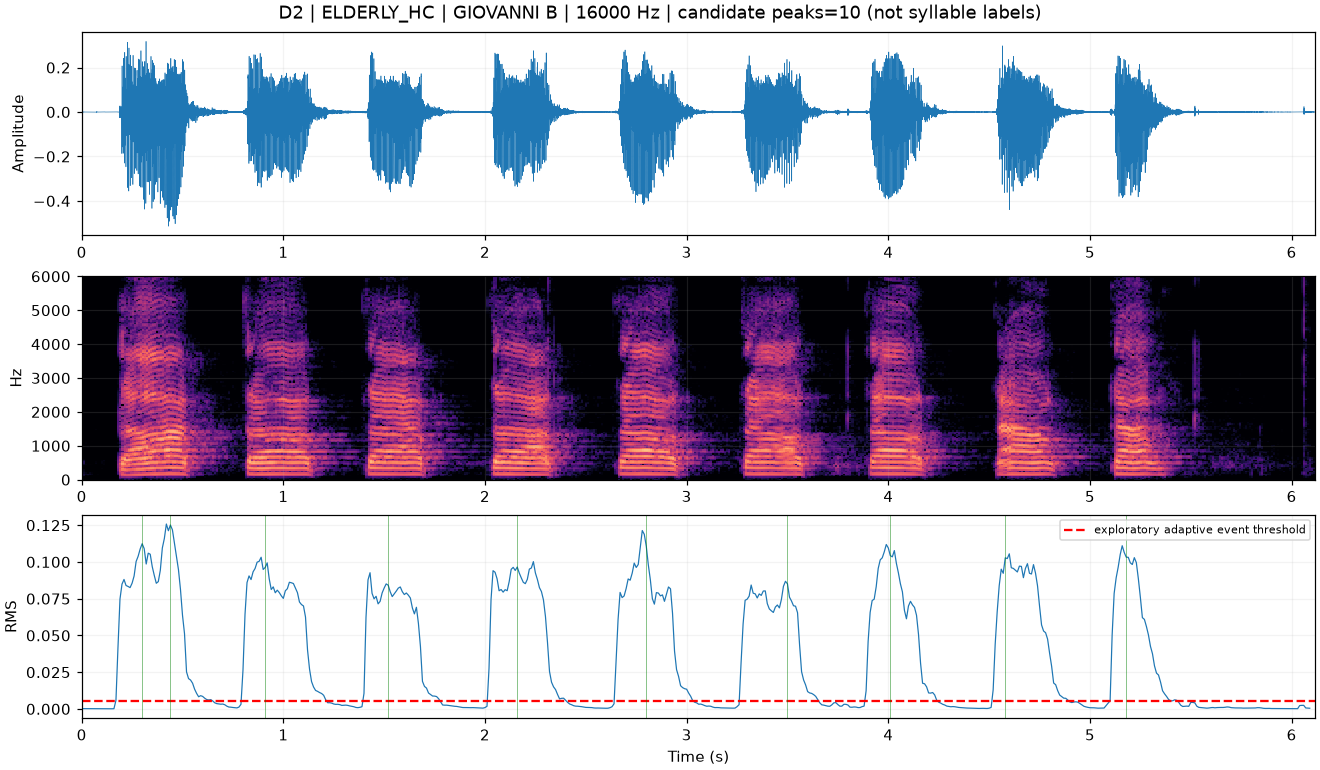 D2 | ELDERLY_HC | GIOVANNI B | 16000 Hz | candidate peaks=10 (not syllable labels)
0.2
0.0
−0.2
−0.4
Amplitude
0 1 2 3 4 5 6
6000
5000
4000
3000
2000
1000
0
Hz
0 1 2 3 4 5 6
exploratory adaptive event threshold
0.125
0.100
0.075
0.050
0.025
0.000
RMS
0 1 2 3 4 5 6
Time (s)